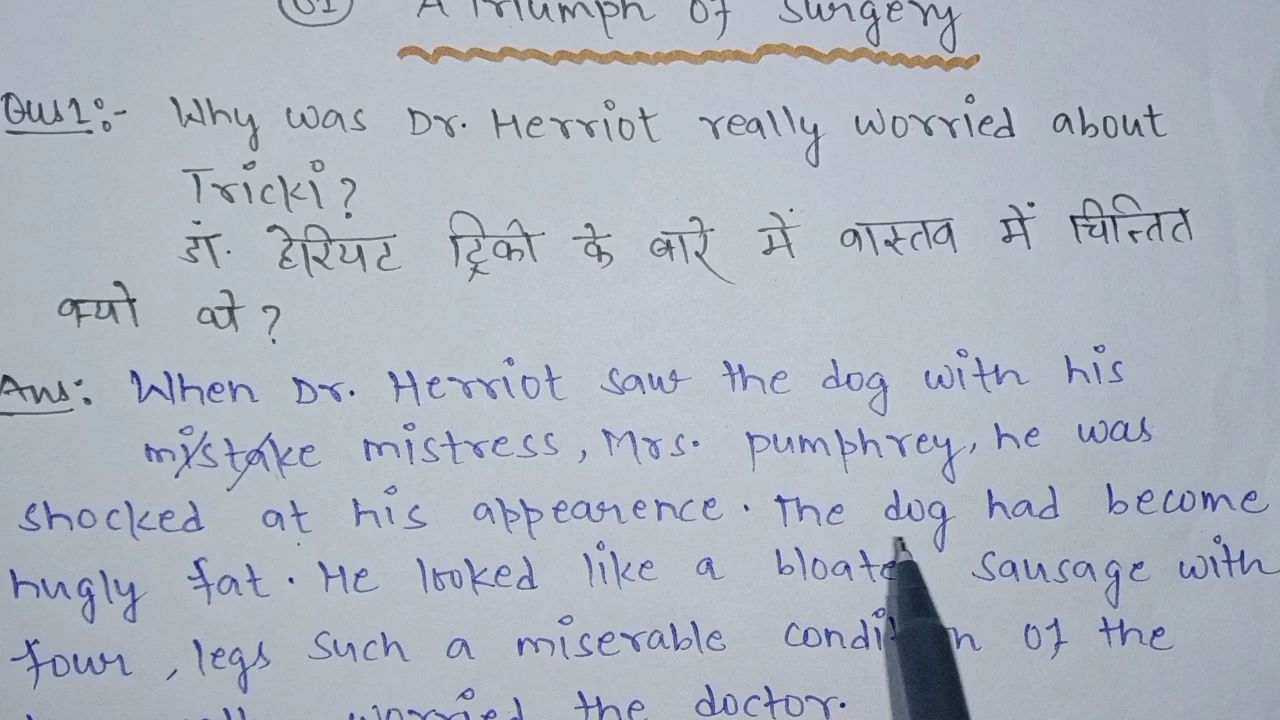 01 A Triumph of Surgery
Qus1:- Why was Dr. Herriot really worried about
Tricki?
डॉ. हेरियट ट्रिकी के बारे में वास्तव में चिन्तित
क्यो थे?
Ans: When Dr. Herriot saw the dog with his
mistake mistress, Mrs. pumphrey, he was
shocked at his appearence. The dog had become
hugly fat. He looked like a bloated sausage with
four, legs such a miserable condition of the
worried the doctor.